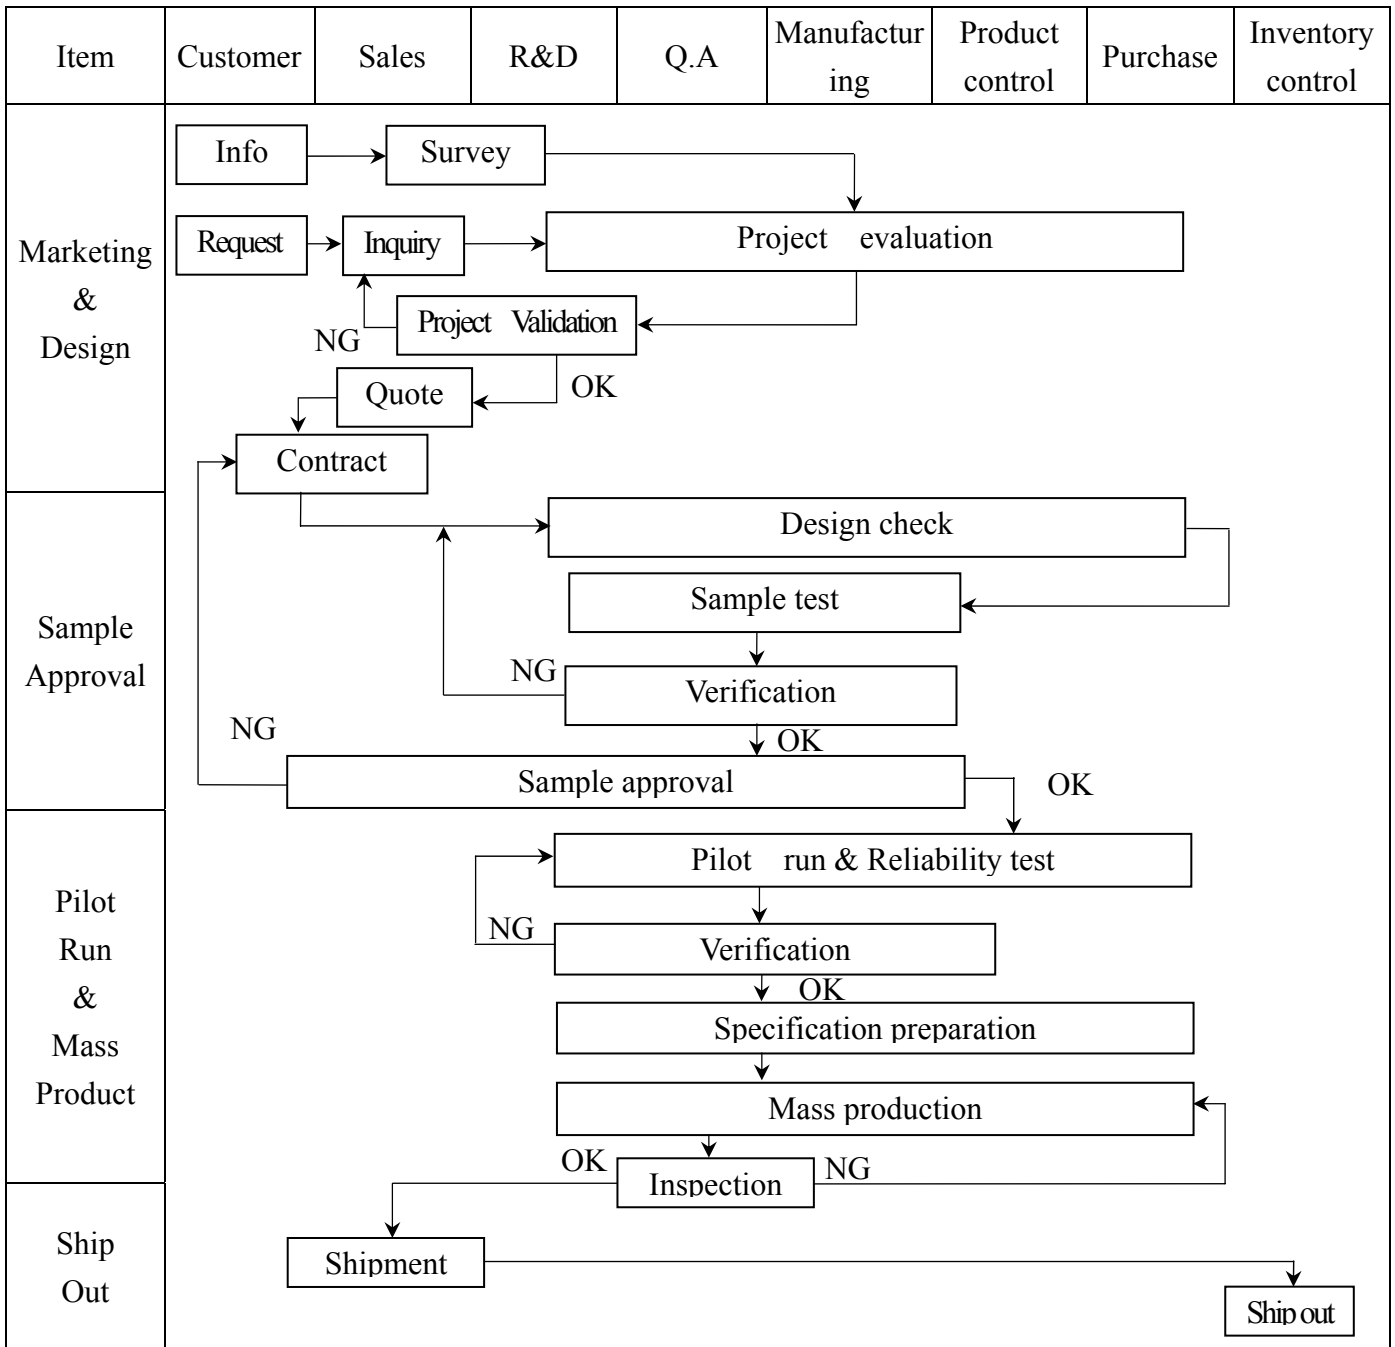 Item
Customer
Sales
R&D
Q.A
Manufactur
ing
Product
control
Purchase
Inventory
control
Marketing
&
Design
Info
Survey
Request
Inquiry
Project evaluation
Project Validation
NG
OK
Quote
Contract
Sample
Approval
Design check
Sample test
NG
Verification
NG
OK
Sample approval
OK
Pilot
Run
&
Mass
Product
Pilot run & Reliability test
NG
Verification
OK
Specification preparation
Mass production
OK
Inspection
NG
Ship
Out
Shipment
Ship out